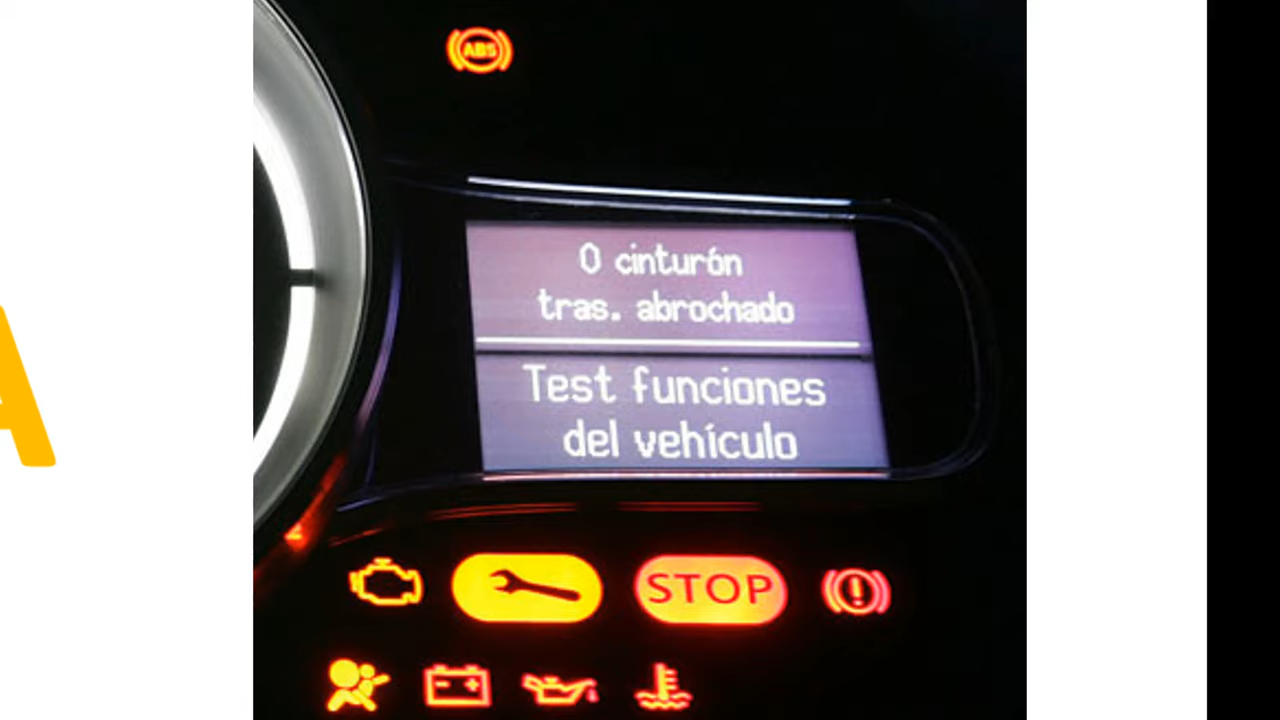 ABS
0 cinturón
tras. abrochado
Test funciones
del vehículo
STOP
A